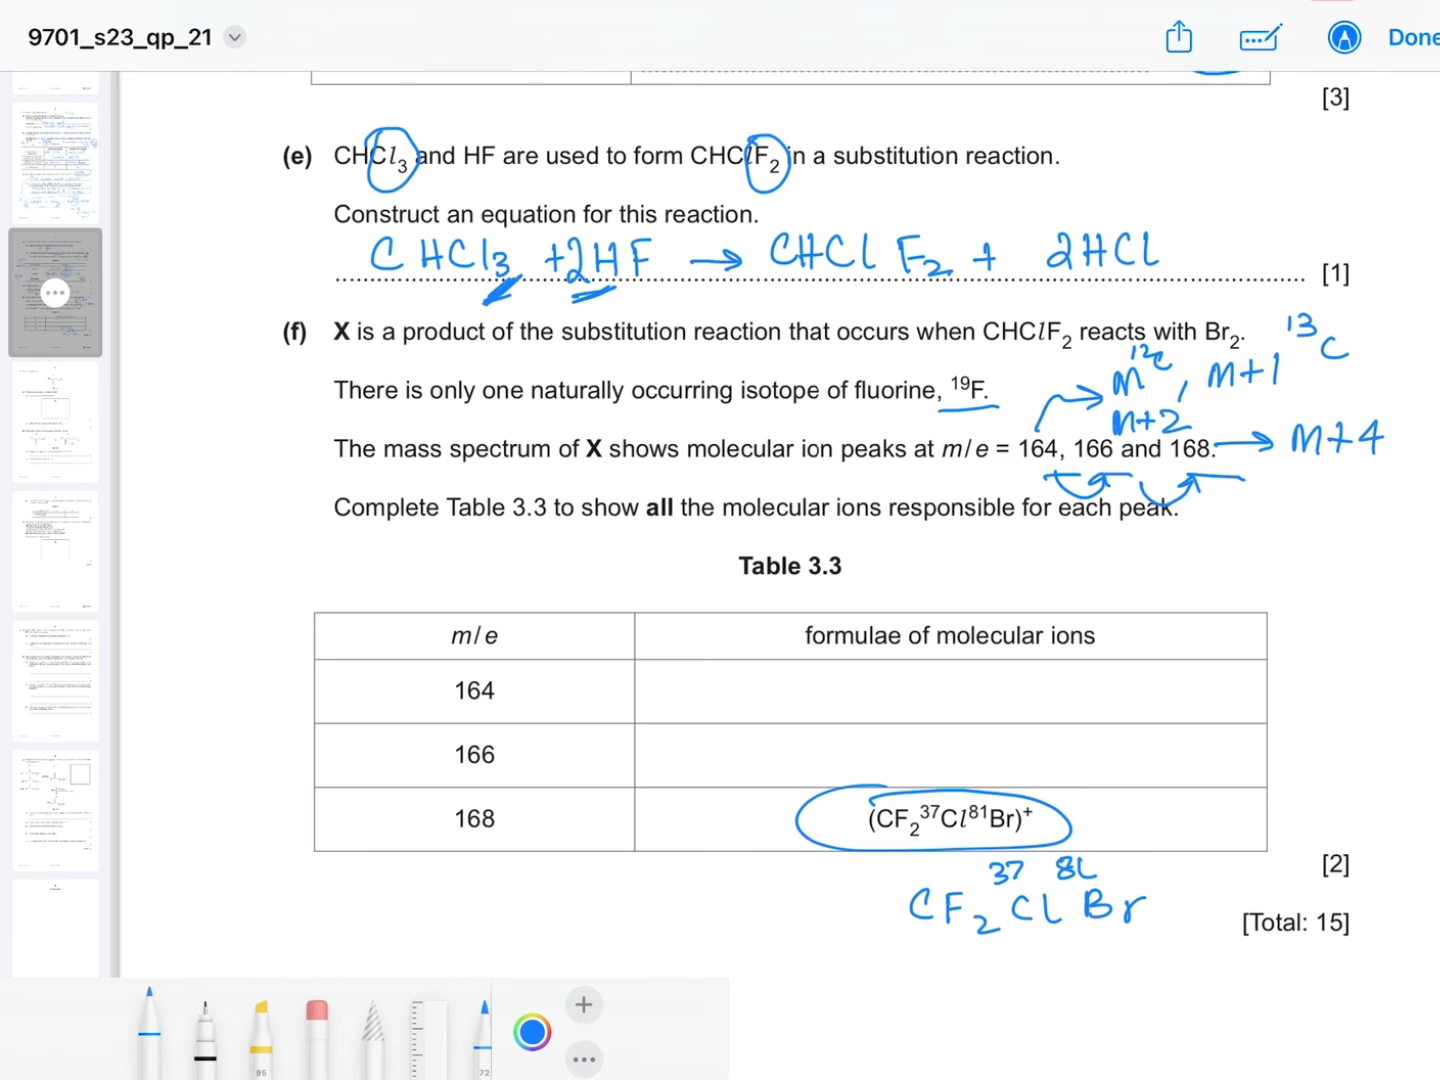 9701_s23_qp_21
Done
[3]
(e) CHCl₃ and HF are used to form CHClF₂ in a substitution reaction.
Construct an equation for this reaction.
CHCl₃ + 2HF → CHClF₂ + 2HCl
[1]
(f) X is a product of the substitution reaction that occurs when CHClF₂ reacts with Br₂.
¹³C
There is only one naturally occurring isotope of fluorine, ¹⁹F.
¹²C
m, m+1
m+2
The mass spectrum of X shows molecular ion peaks at m/e = 164, 166 and 168.
→ m+4
Complete Table 3.3 to show all the molecular ions responsible for each peak.
Table 3.3
m/e formulae of molecular ions
164
166
168 (CF₂³⁷Cl⁸¹Br)⁺
[2]
37 81
CF₂ClBr
[Total: 15]
95
72